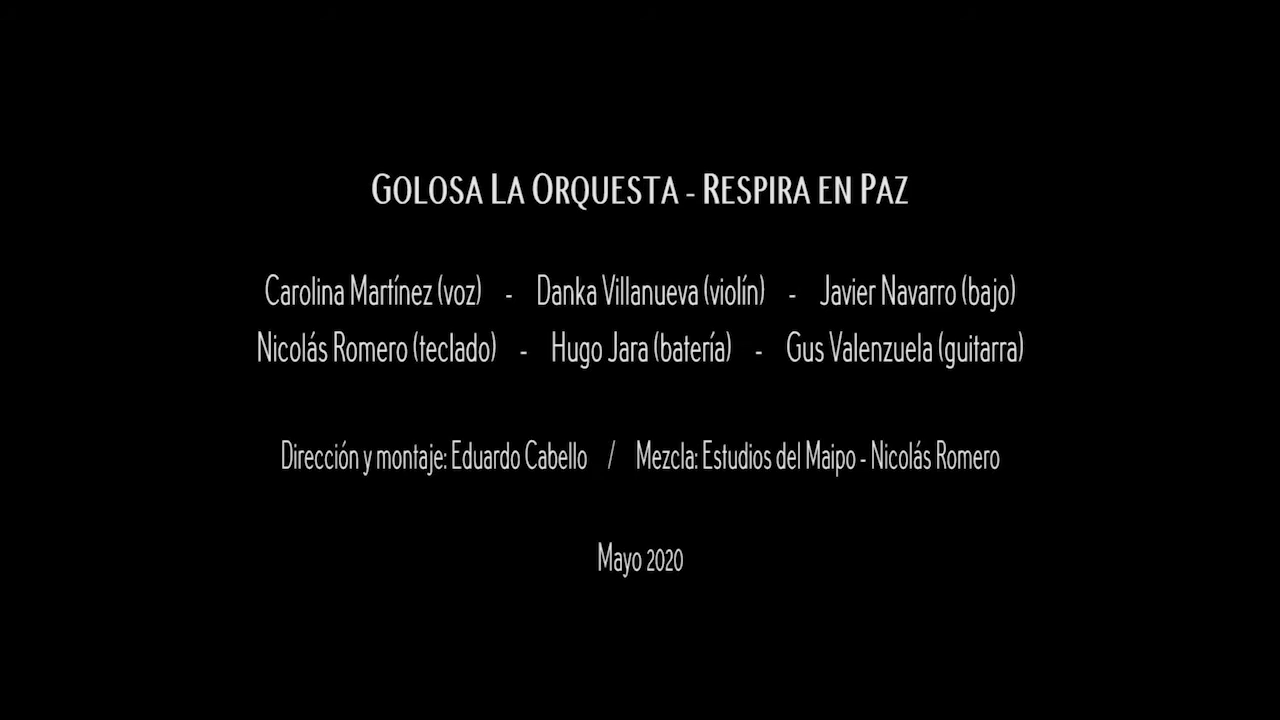 GOLOSA LA ORQUESTA - RESPIRA EN PAZ
Carolina Martínez (voz) - Danka Villanueva (violín) - Javier Navarro (bajo)
Nicolás Romero (teclado) - Hugo Jara (batería) - Gus Valenzuela (guitarra)
Dirección y montaje: Eduardo Cabello / Mezcla: Estudios del Maipo - Nicolás Romero
Mayo 2020